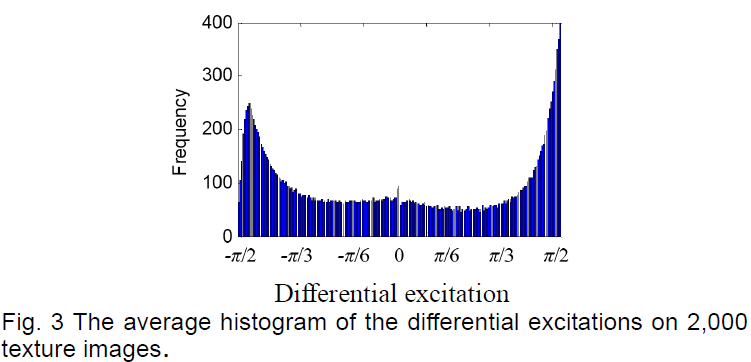 400
300
200
100
0
Frequency
-π/2 -π/3 -π/6 0 π/6 π/3 π/2
Differential excitation
Fig. 3 The average histogram of the differential excitations on 2,000
texture images.